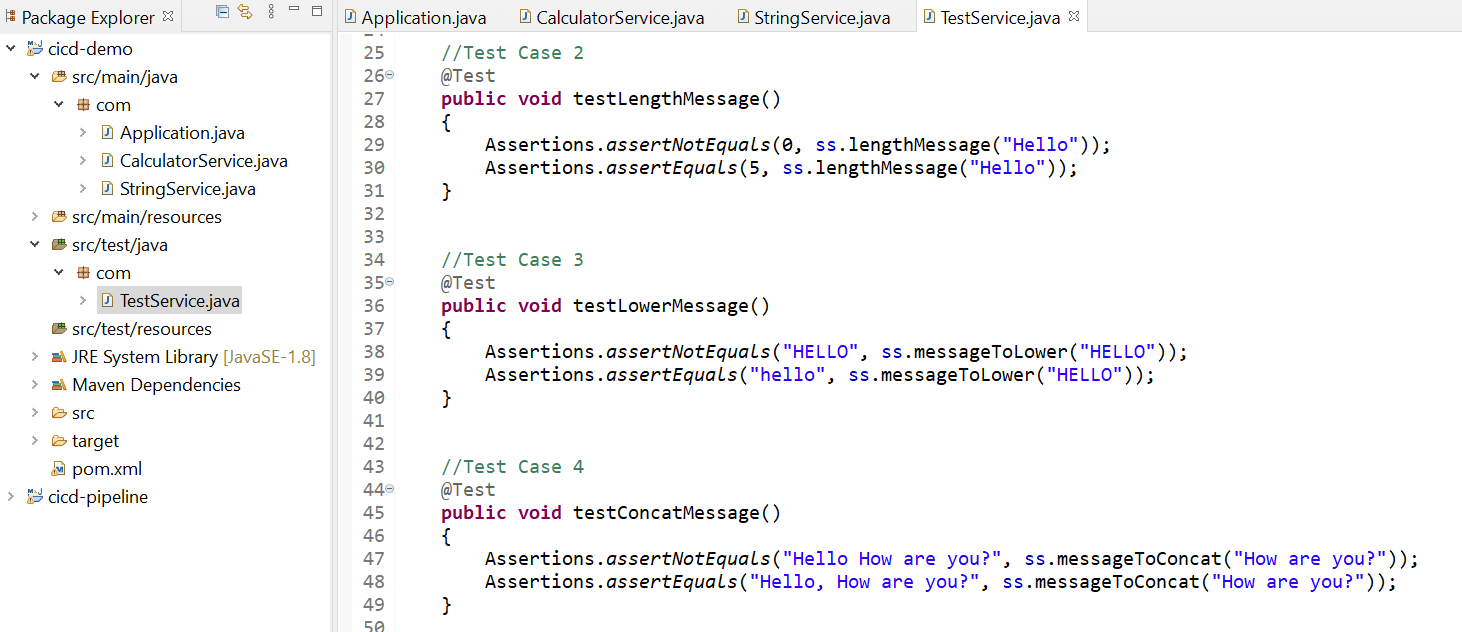 Package Explorer
cicd-demo
src/main/java
com
Application.java
CalculatorService.java
StringService.java
src/main/resources
src/test/java
com
TestService.java
src/test/resources
JRE System Library [JavaSE-1.8]
Maven Dependencies
src
target
pom.xml
cicd-pipeline
Application.java CalculatorService.java StringService.java TestService.java
24
25 //Test Case 2
26 @Test
27 public void testLengthMessage()
28 {
29 Assertions.assertNotEquals(0, ss.lengthMessage("Hello"));
30 Assertions.assertEquals(5, ss.lengthMessage("Hello"));
31 }
32
33
34 //Test Case 3
35 @Test
36 public void testLowerMessage()
37 {
38 Assertions.assertNotEquals("HELLO", ss.messageToLower("HELLO"));
39 Assertions.assertEquals("hello", ss.messageToLower("HELLO"));
40 }
41
42
43 //Test Case 4
44 @Test
45 public void testConcatMessage()
46 {
47 Assertions.assertNotEquals("Hello How are you?", ss.messageToConcat("How are you?"));
48 Assertions.assertEquals("Hello, How are you?", ss.messageToConcat("How are you?"));
49 }
50